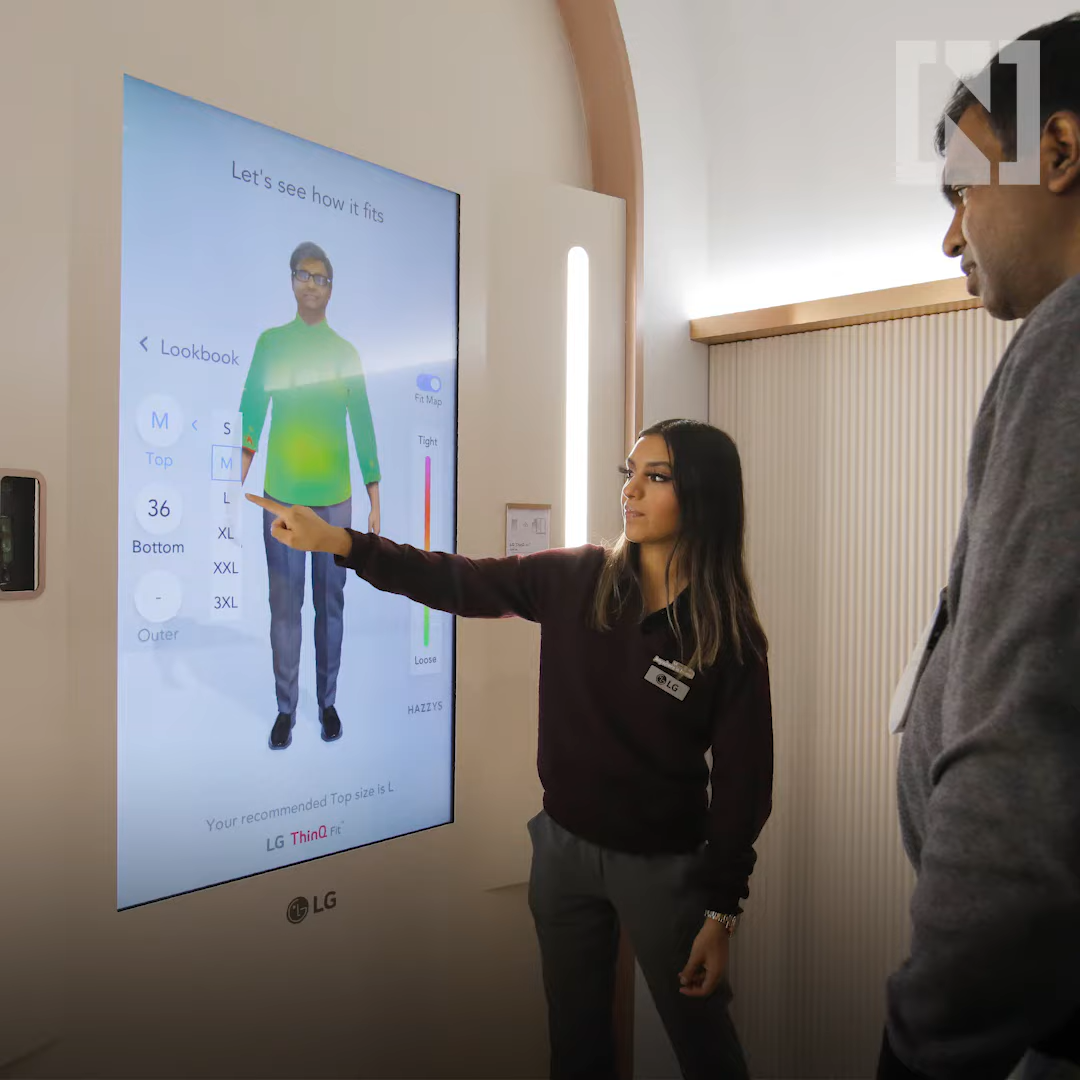 [N]
Let's see how it fits
Lookbook
Fit Map
M
Top
S
M
L
XL
XXL
3XL
36
Bottom
-
Outer
Tight
Loose
HAZZYS
Your recommended Top size is L
LG ThinQ Fit
LG
LG